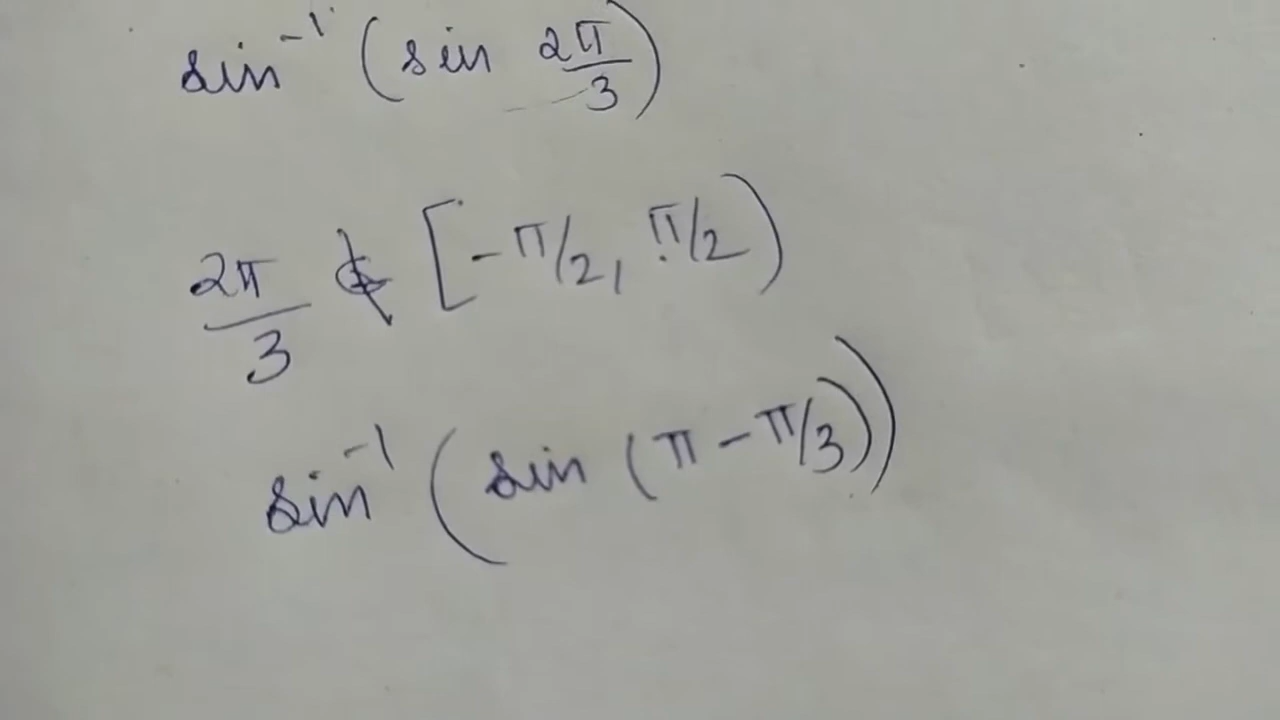 sin⁻¹ (sin 2π/3)
2π/3 ∉ [-π/2, π/2)
sin⁻¹ (sin (π - π/3))